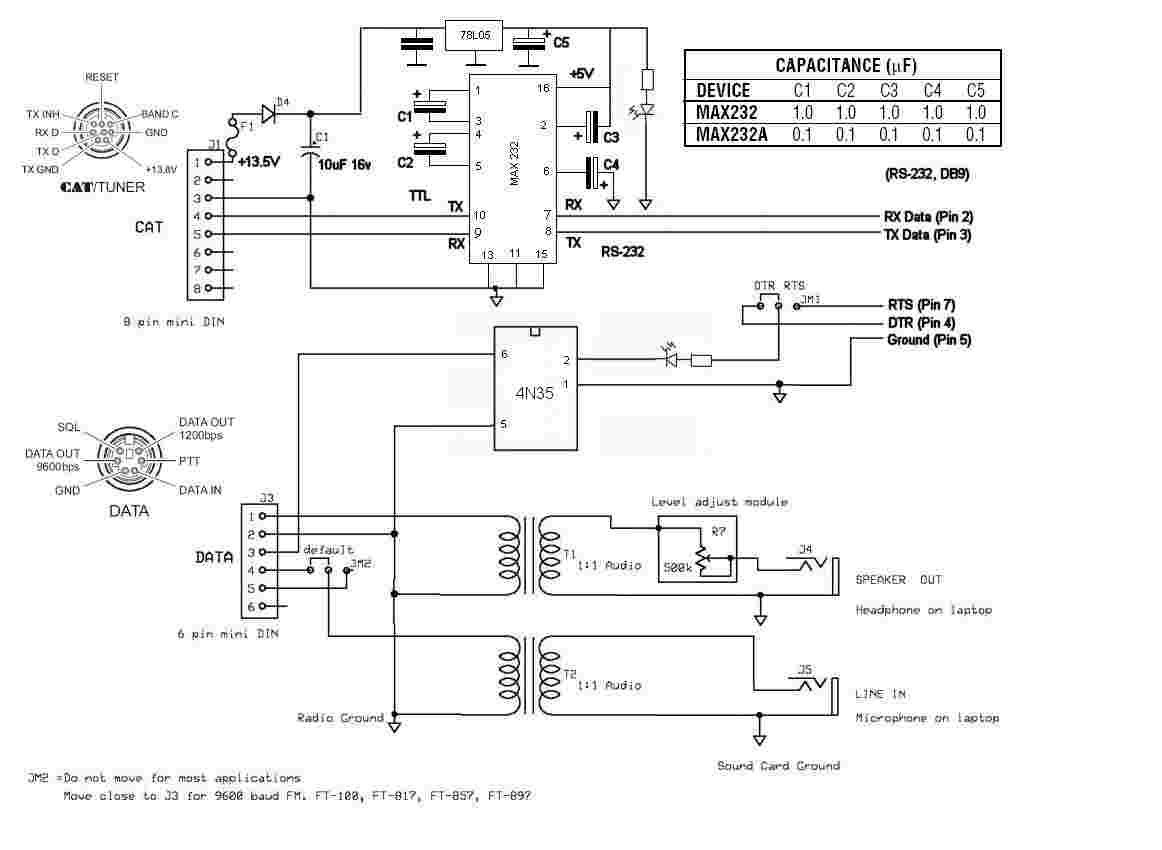 78L05
+ C5
CAPACITANCE (µF)
DEVICE C1 C2 C3 C4 C5
MAX232 1.0 1.0 1.0 1.0 1.0
MAX232A 0.1 0.1 0.1 0.1 0.1
(RS-232, DB9)
RESET
TX INH
BAND C
RX D
GND
TX D
TX GND
+13.8V
CAT/TUNER
D4
F1
J1
+13.5V
C1
10uF 16v
1
2
3
4
5
6
7
8
CAT
8 pin mini DIN
+5V
MAX 232
1
3
4
5
10
9
16
2
6
7
8
13 11 15
+
C1
+
C2
+
C3
C4
+
TTL
TX
RX
RX
TX
RS-232
RX Data (Pin 2)
TX Data (Pin 3)
DTR RTS
JM1
RTS (Pin 7)
DTR (Pin 4)
Ground (Pin 5)
4N35
6
5
2
1
SQL
DATA OUT
1200bps
DATA OUT
9600bps
PTT
GND
DATA IN
DATA
J3
1
2
3
4
5
6
DATA
default
JM2
6 pin mini DIN
Level adjust module
R?
500k
T1
1:1 Audio
J4
SPEAKER OUT
Headphone on laptop
T2
1:1 Audio
J5
LINE IN
Microphone on laptop
Radio Ground
Sound Card Ground
JM2 =Do not move for most applications
Move close to J3 for 9600 baud FM. FT-100, FT-817, FT-857, FT-897